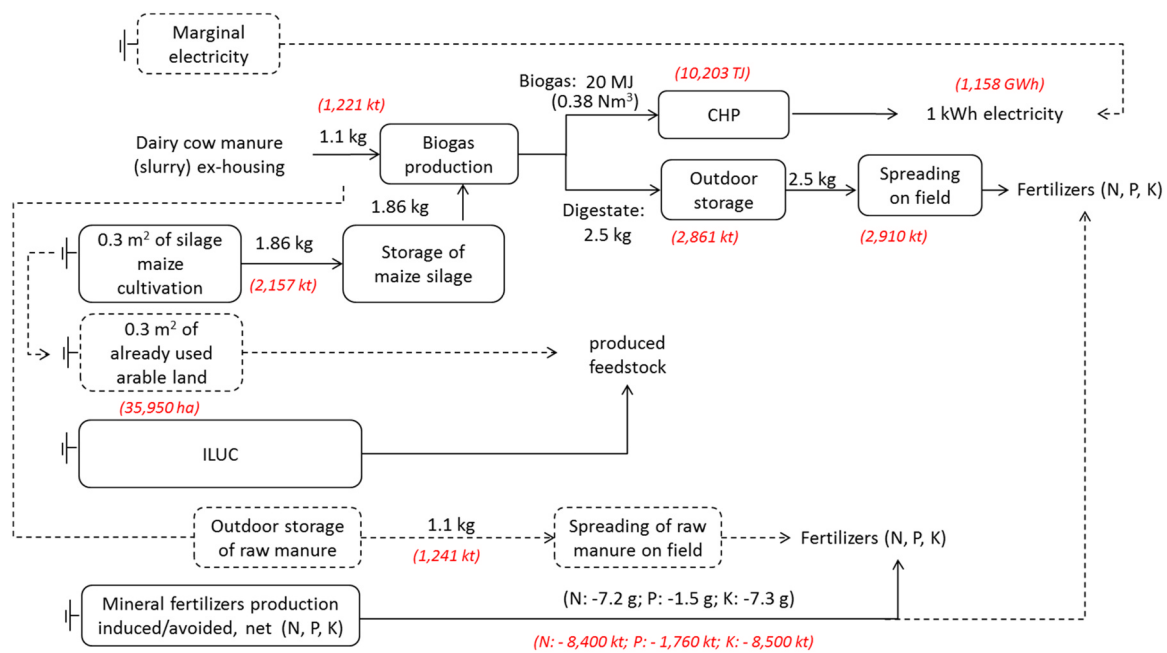 Marginal
electricity
Biogas: 20 MJ
(0.38 Nm³)
(10,203 TJ)
CHP
(1,158 GWh)
1 kWh electricity
(1,221 kt)
1.1 kg
Dairy cow manure
(slurry) ex-housing
Biogas
production
Outdoor
storage
2.5 kg
Spreading
on field
Fertilizers (N, P, K)
Digestate:
2.5 kg
(2,861 kt)
(2,910 kt)
1.86 kg
0.3 m² of silage
maize
cultivation
1.86 kg
(2,157 kt)
Storage of
maize silage
0.3 m² of
already used
arable land
(35,950 ha)
produced
feedstock
ILUC
Outdoor storage
of raw manure
1.1 kg
(1,241 kt)
Spreading of raw
manure on field
Fertilizers (N, P, K)
Mineral fertilizers production
induced/avoided, net (N, P, K)
(N: -7.2 g; P: -1.5 g; K: -7.3 g)
(N: - 8,400 kt; P: - 1,760 kt; K: - 8,500 kt)